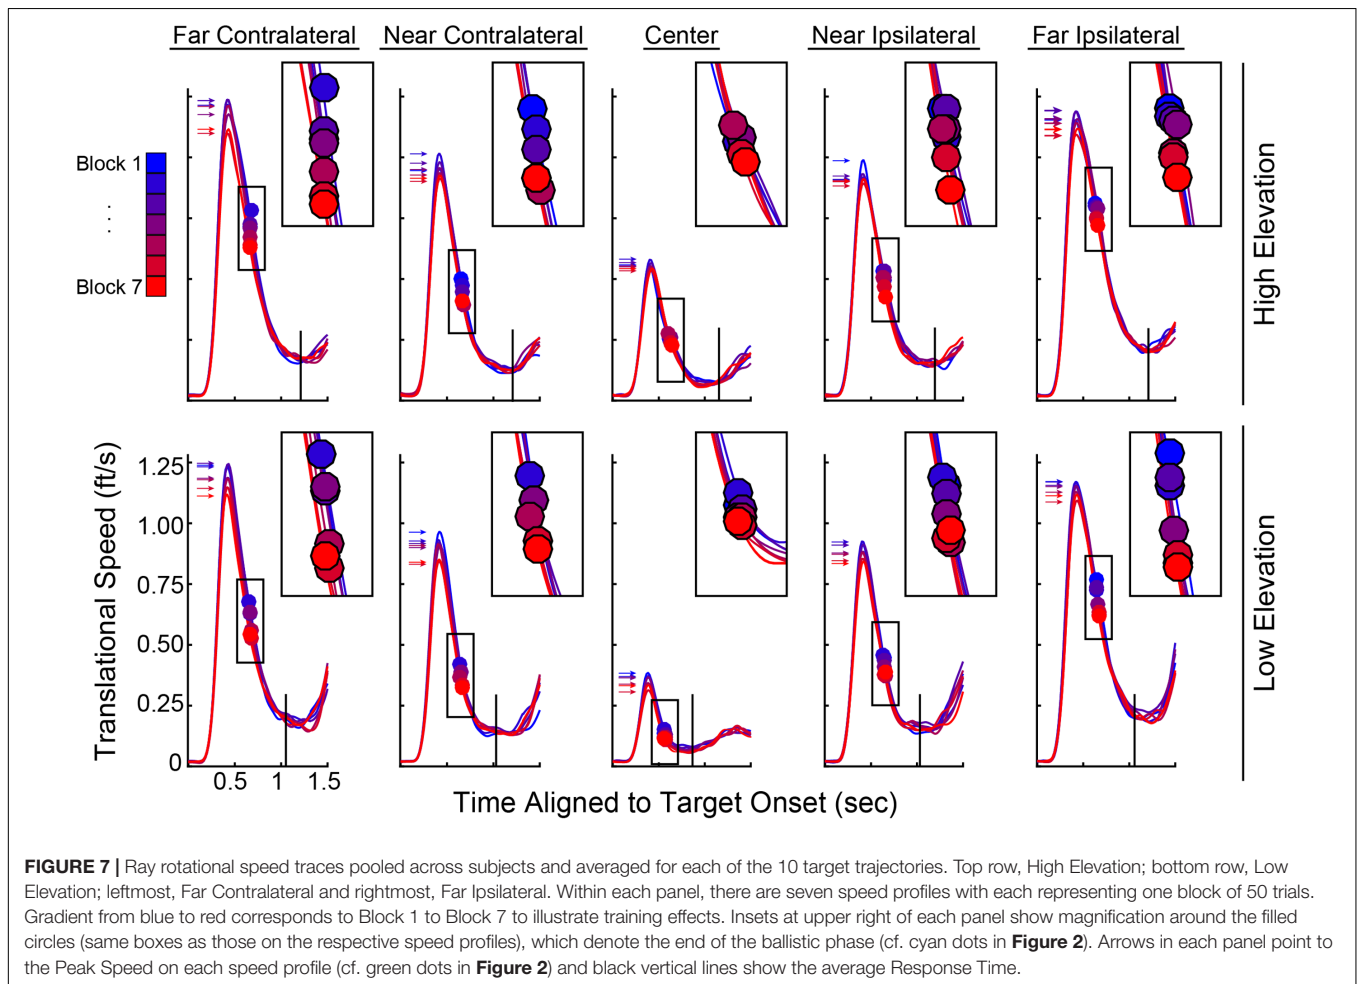 Far Contralateral
Near Contralateral
Center
Near Ipsilateral
Far Ipsilateral
Block 1
Block 7
High Elevation
Translational Speed (ft/s)
1.25
1.00
0.75
0.50
0.25
0
0.5
1
1.5
Low Elevation
Time Aligned to Target Onset (sec)
FIGURE 7 | Ray rotational speed traces pooled across subjects and averaged for each of the 10 target trajectories. Top row, High Elevation; bottom row, Low
Elevation; leftmost, Far Contralateral and rightmost, Far Ipsilateral. Within each panel, there are seven speed profiles with each representing one block of 50 trials.
Gradient from blue to red corresponds to Block 1 to Block 7 to illustrate training effects. Insets at upper right of each panel show magnification around the filled
circles (same boxes as those on the respective speed profiles), which denote the end of the ballistic phase (cf. cyan dots in Figure 2). Arrows in each panel point to
the Peak Speed on each speed profile (cf. green dots in Figure 2) and black vertical lines show the average Response Time.